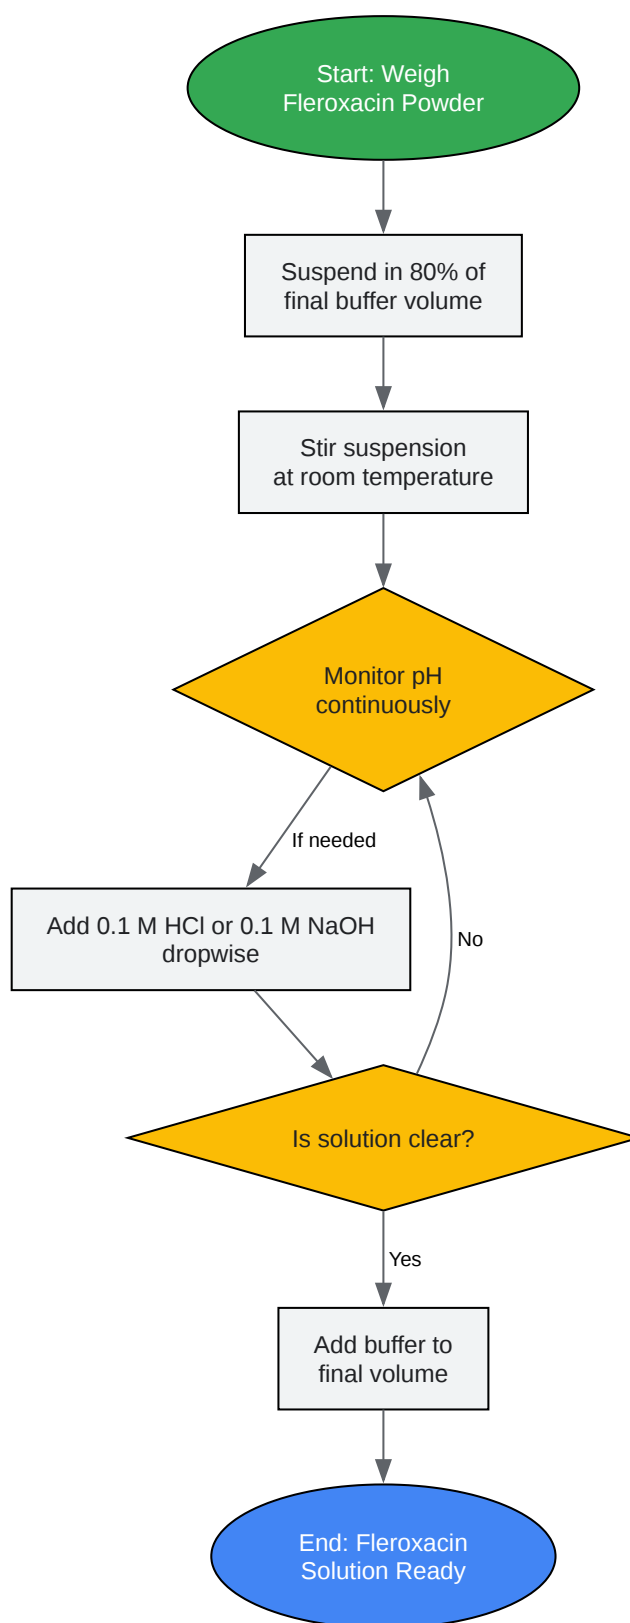 Start: Weigh
Fleroxacin Powder
Suspend in 80% of
final buffer volume
Stir suspension
at room temperature
Monitor pH
continuously
If needed
Add 0.1 M HCl or 0.1 M NaOH
dropwise
No
Is solution clear?
Yes
Add buffer to
final volume
End: Fleroxacin
Solution Ready